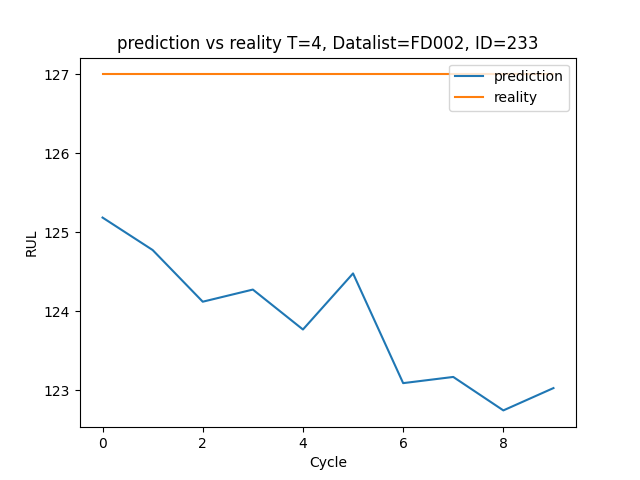 prediction vs reality T=4, Datalist=FD002, ID=233
127
126
125
124
123
RUL
prediction
reality
0
2
4
6
8
Cycle